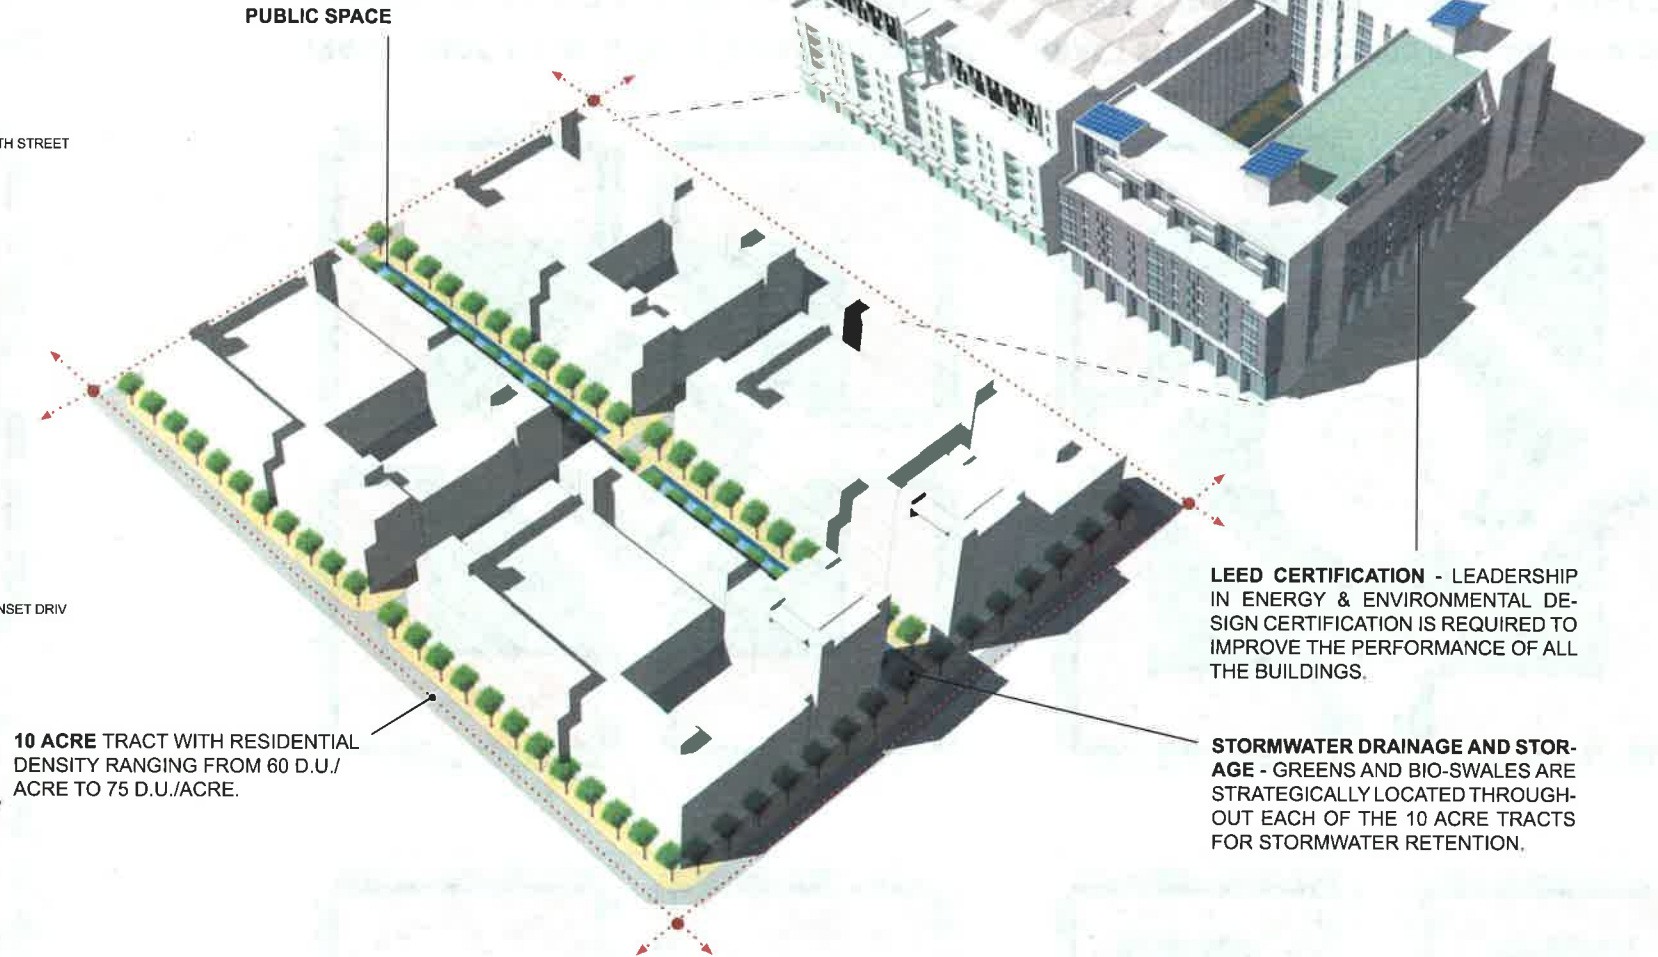 PUBLIC SPACE
TH STREET
NSET DRIV
10 ACRE TRACT WITH RESIDENTIAL
DENSITY RANGING FROM 60 D.U./
ACRE TO 75 D.U./ACRE.
LEED CERTIFICATION - LEADERSHIP
IN ENERGY & ENVIRONMENTAL DE-
SIGN CERTIFICATION IS REQUIRED TO
IMPROVE THE PERFORMANCE OF ALL
THE BUILDINGS.
STORMWATER DRAINAGE AND STOR-
AGE - GREENS AND BIO-SWALES ARE
STRATEGICALLY LOCATED THROUGH-
OUT EACH OF THE 10 ACRE TRACTS
FOR STORMWATER RETENTION.